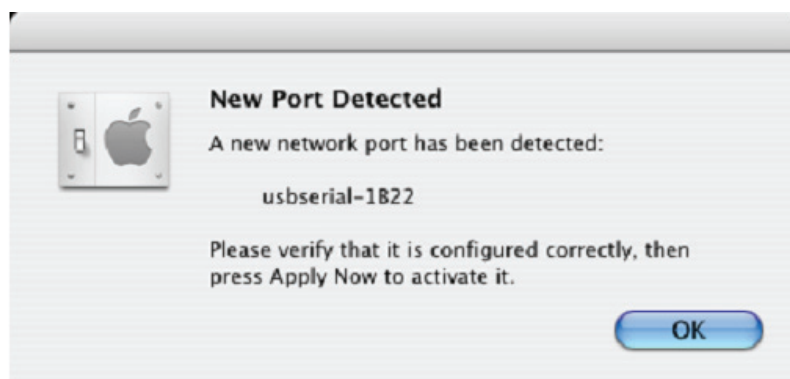 New Port Detected
A new network port has been detected:
usbserial-1B22
Please verify that it is configured correctly, then
press Apply Now to activate it.
OK